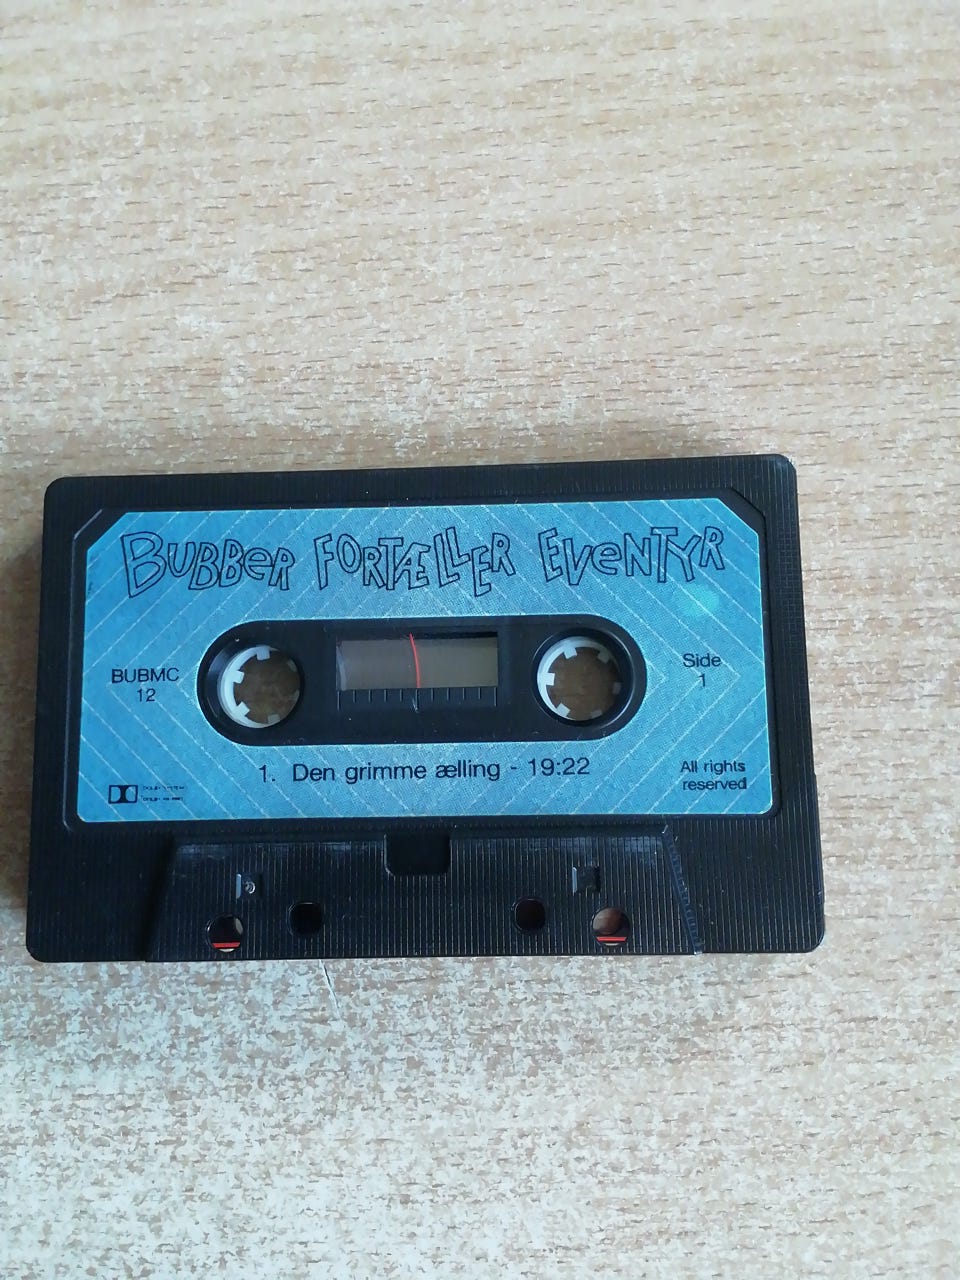 BUBBER FORTÆLLER EVENTYR
BUBMC
12
Side
1
1. Den grimme ælling - 19:22
All rights
reserved